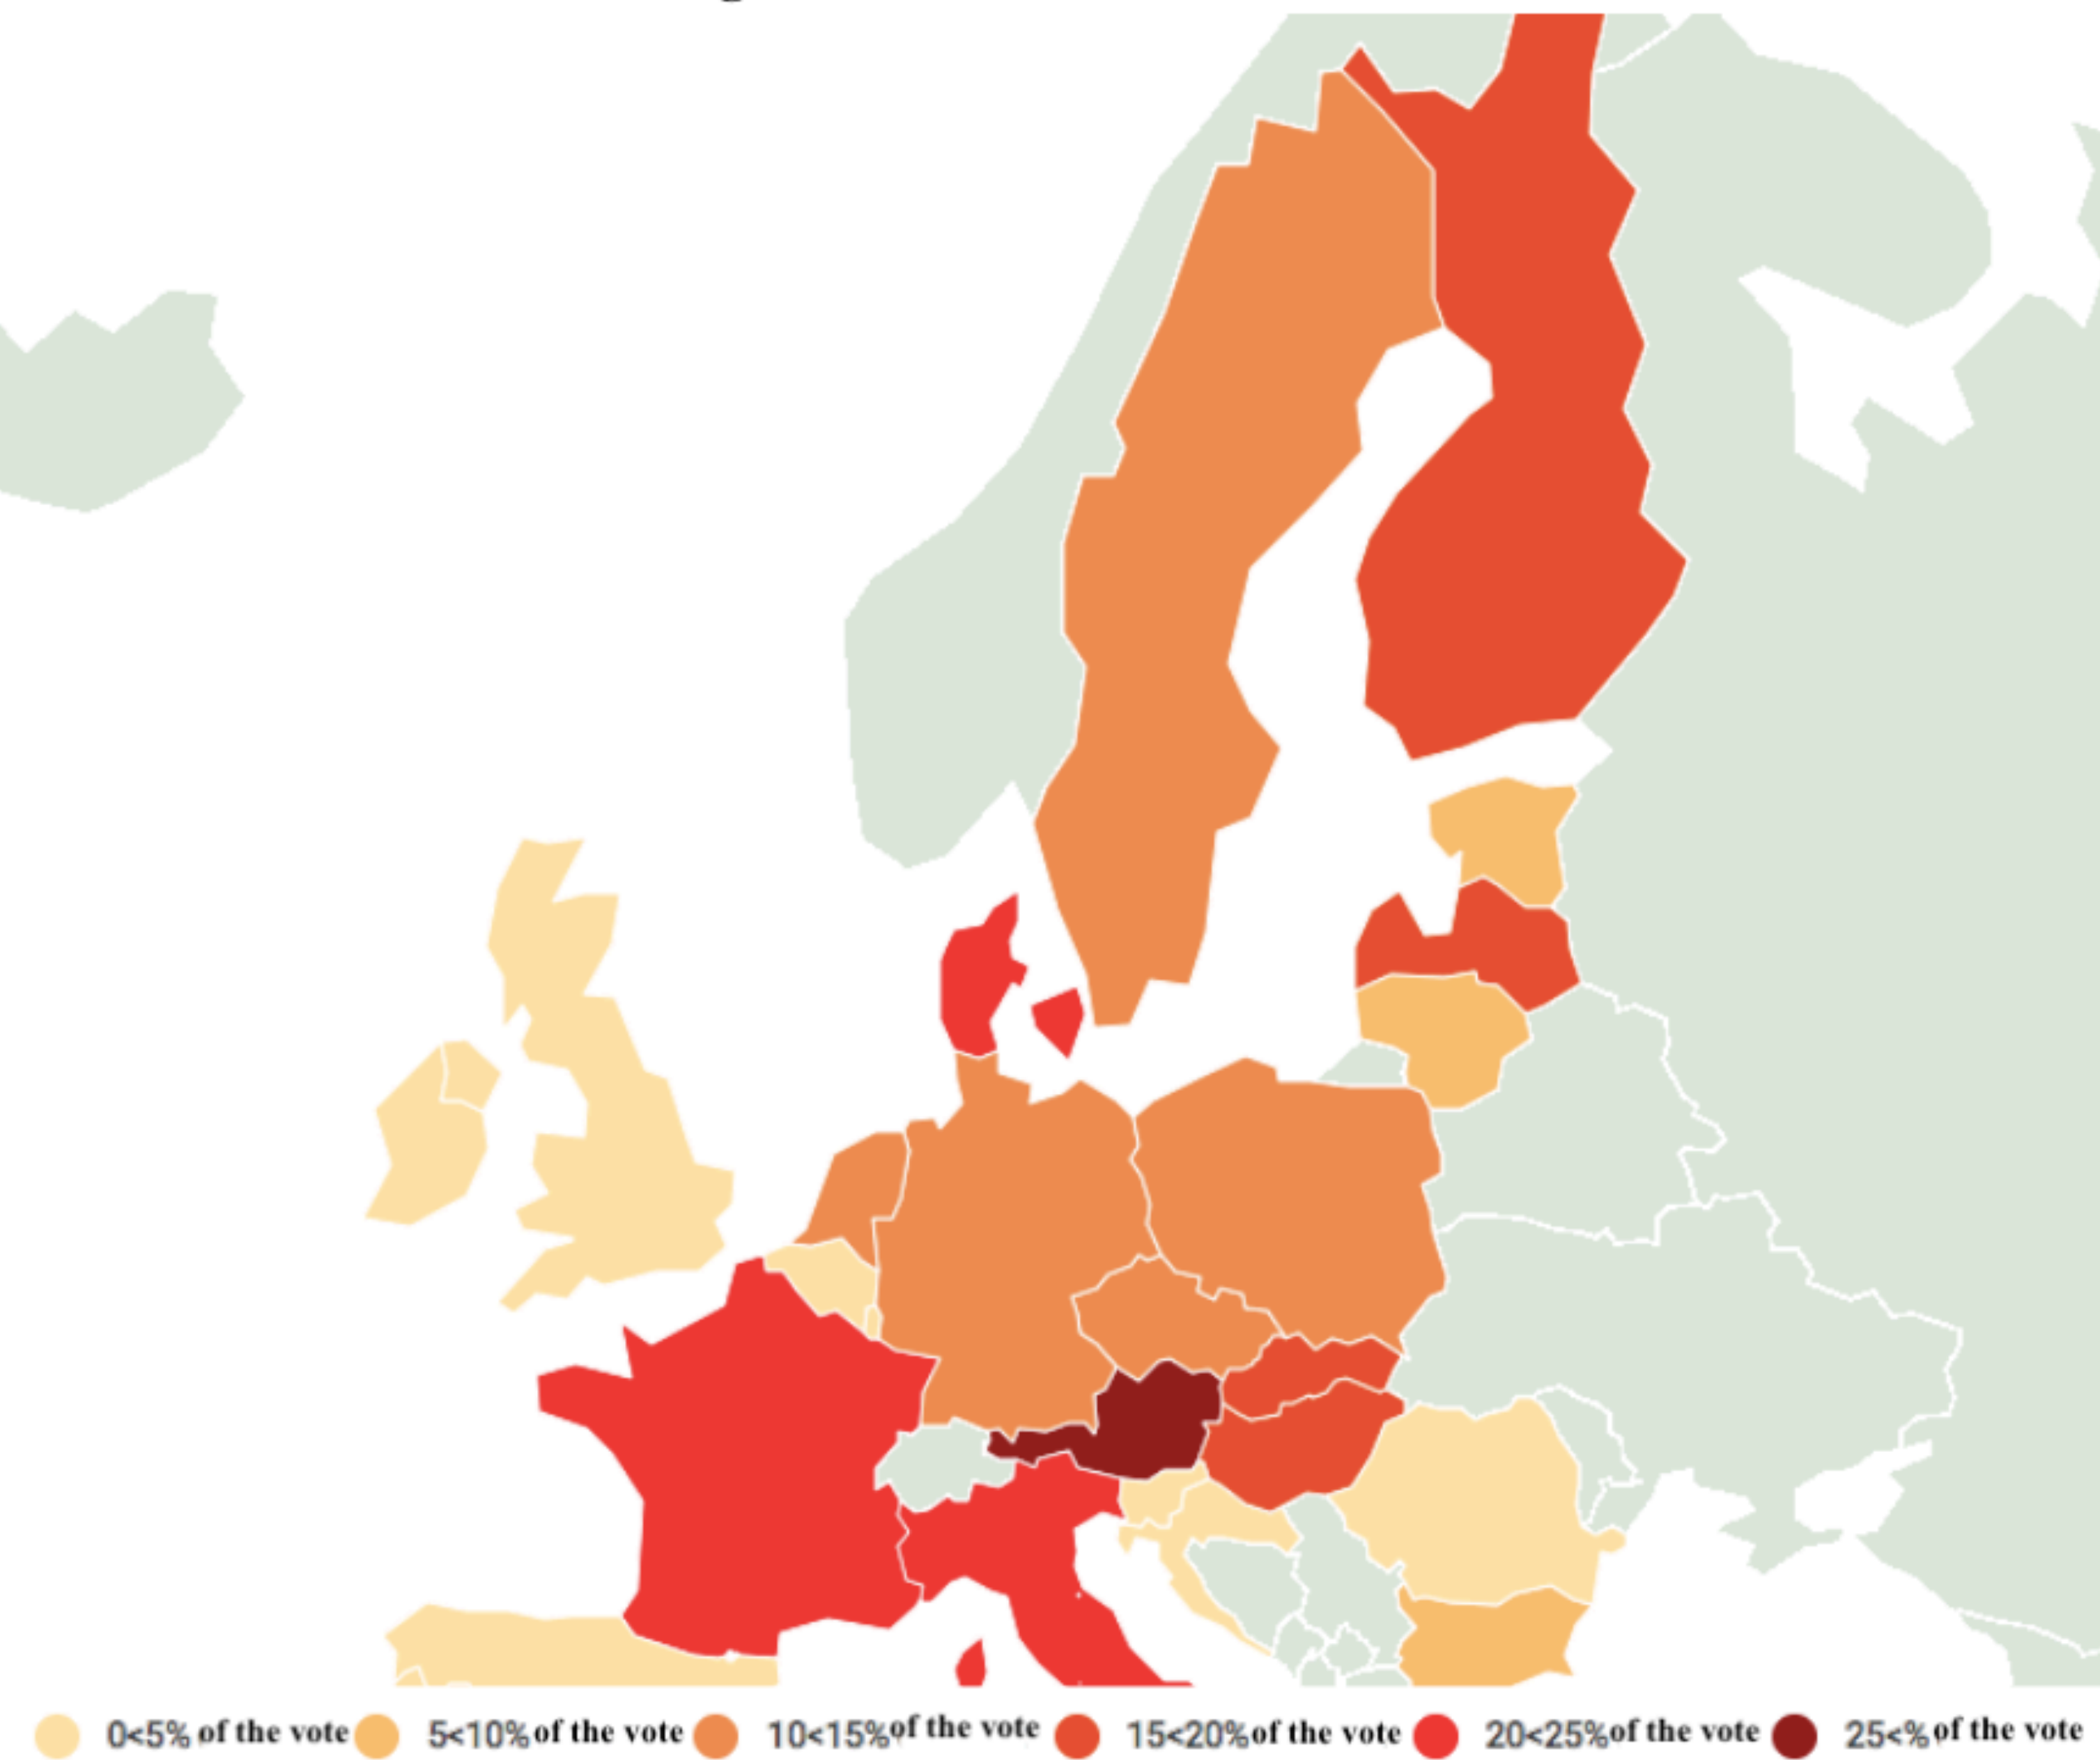 0<5% of the vote 5<10% of the vote 10<15% of the vote 15<20% of the vote 20<25% of the vote 25<% of the vote